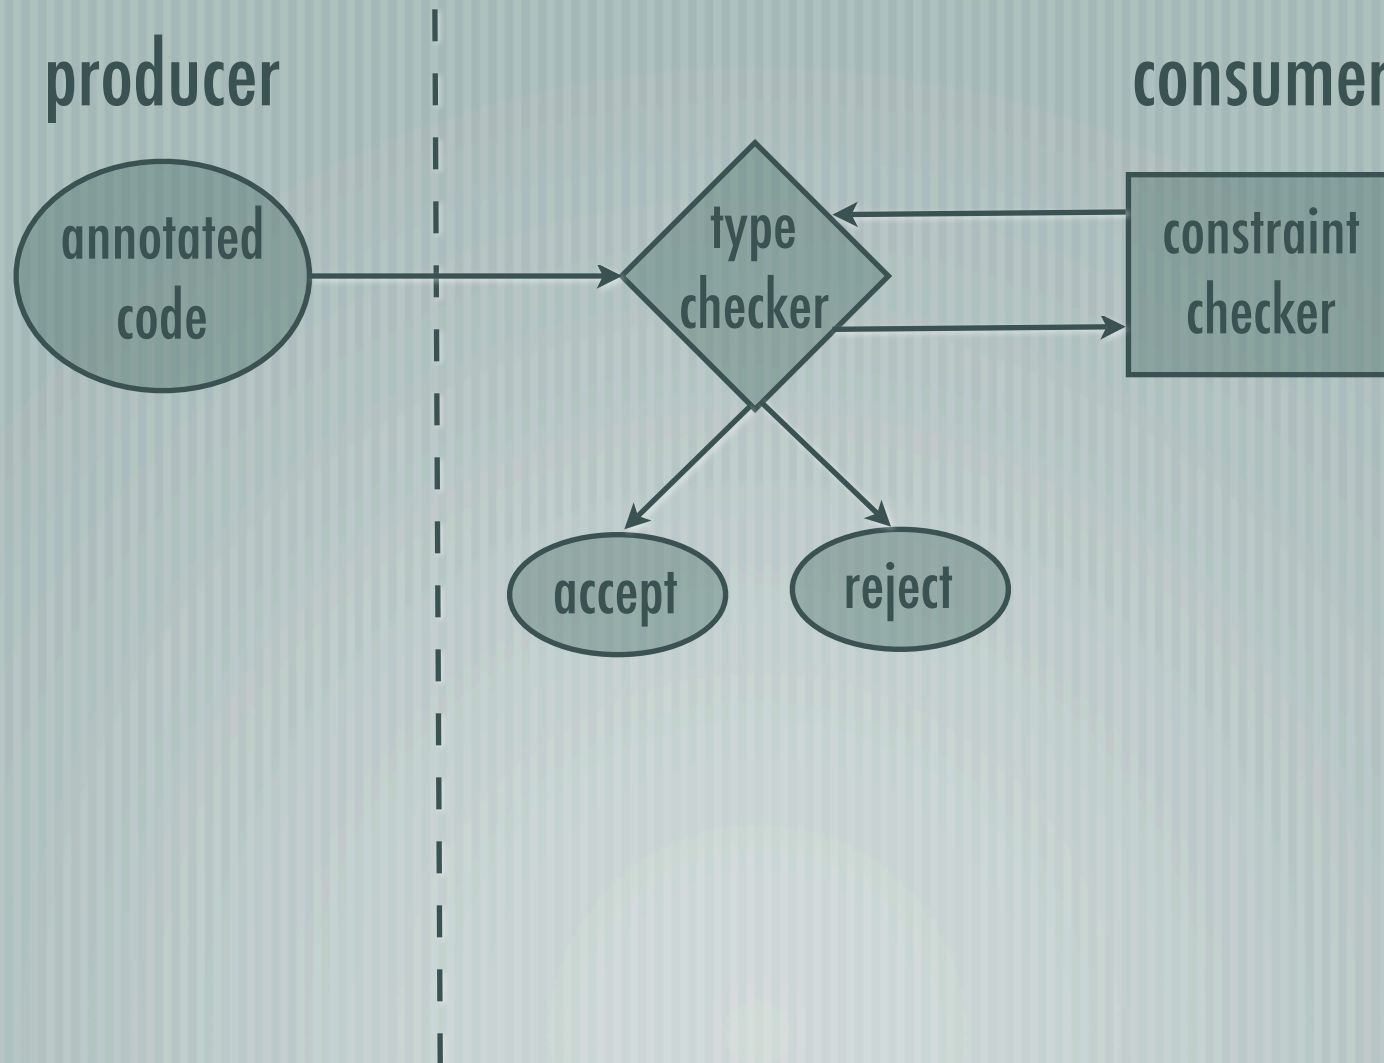 producer
consumer
annotated
code
type
checker
constraint
checker
accept
reject